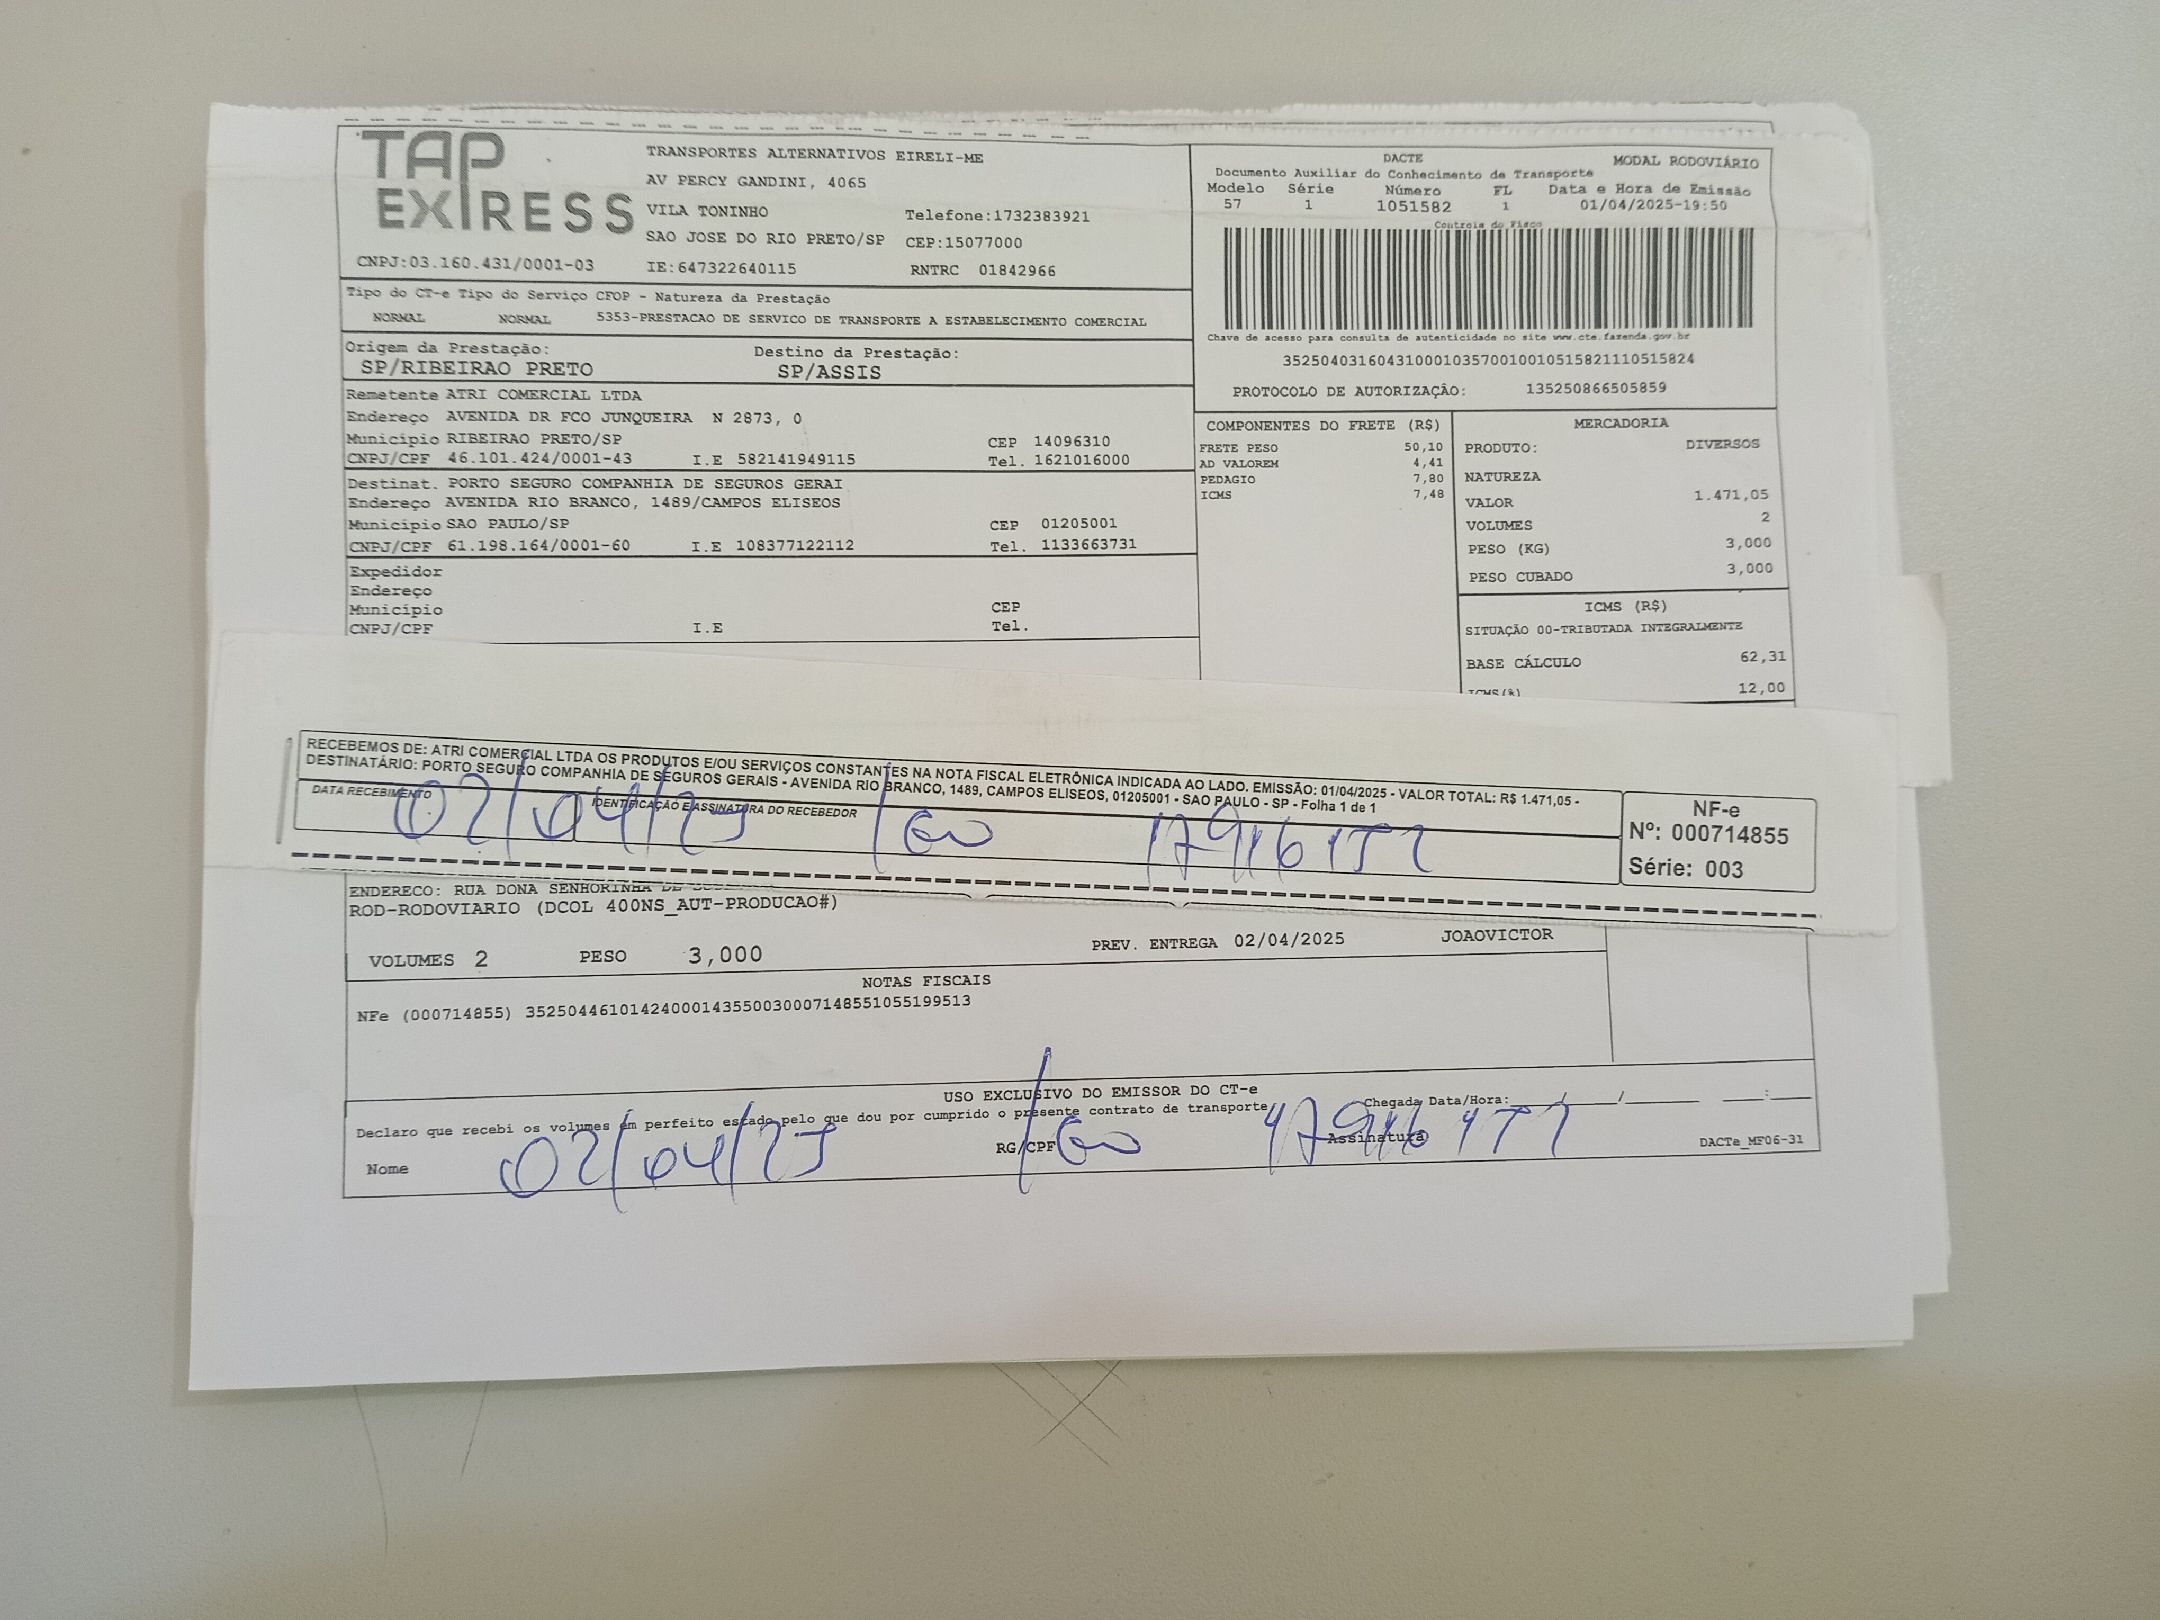 TAP EXPRESS
TRANSPORTES ALTERNATIVOS EIRELI-ME
AV PERCY GANDINI, 4065
VILA TONINHO Telefone:1732383921
SAO JOSE DO RIO PRETO/SP CEP:15077000
CNPJ:03.160.431/0001-03 IE:647322640115 RNTRC 01842966
DACTE MODAL RODOVIÁRIO
Documento Auxiliar do Conhecimento de Transporte
Modelo Série Número FL Data e Hora de Emissão
57 1 1051582 1 01/04/2025-19:50
Controle do Fisco
Chave de acesso para consulta de autenticidade no site www.cte.fazenda.gov.br
35250403160431000103570010010515821110515824
PROTOCOLO DE AUTORIZAÇÃO: 135250866505859
Tipo do CT-e Tipo do Serviço CFOP - Natureza da Prestação
NORMAL NORMAL 5353-PRESTACAO DE SERVICO DE TRANSPORTE A ESTABELECIMENTO COMERCIAL
Origem da Prestação: Destino da Prestação:
SP/RIBEIRAO PRETO SP/ASSIS
Remetente ATRI COMERCIAL LTDA
Endereço AVENIDA DR FCO JUNQUEIRA N 2873, 0
Município RIBEIRAO PRETO/SP CEP 14096310
CNPJ/CPF 46.101.424/0001-43 I.E 582141949115 Tel. 1621016000
Destinat. PORTO SEGURO COMPANHIA DE SEGUROS GERAI
Endereço AVENIDA RIO BRANCO, 1489/CAMPOS ELISEOS
Município SAO PAULO/SP CEP 01205001
CNPJ/CPF 61.198.164/0001-60 I.E 108377122112 Tel. 1133663731
Expedidor
Endereço
Município CEP
CNPJ/CPF I.E Tel.
COMPONENTES DO FRETE (R$)
FRETE PESO 50,10
AD VALOREM 4,41
PEDAGIO 7,80
ICMS 7,48
MERCADORIA
PRODUTO: DIVERSOS
NATUREZA
VALOR 1.471,05
VOLUMES 2
PESO (KG) 3,000
PESO CUBADO 3,000
ICMS (R$)
SITUAÇÃO 00-TRIBUTADA INTEGRALMENTE
BASE CÁLCULO 62,31
ICMS(%) 12,00
RECEBEMOS DE: ATRI COMERCIAL LTDA OS PRODUTOS E/OU SERVIÇOS CONSTANTES NA NOTA FISCAL ELETRÔNICA INDICADA AO LADO. EMISSÃO: 01/04/2025 - VALOR TOTAL: R$ 1.471,05 -
DESTINATÁRIO: PORTO SEGURO COMPANHIA DE SEGUROS GERAIS - AVENIDA RIO BRANCO, 1489, CAMPOS ELISEOS, 01205001 - SAO PAULO - SP - Folha 1 de 1
DATA RECEBIMENTO IDENTIFICAÇÃO E ASSINATURA DO RECEBEDOR
02/04/25
NF-e
Nº: 000714855
Série: 003
ENDERECO: RUA DONA SENHORINHA DE
ROD-RODOVIARIO (DCOL 400NS_AUT-PRODUCAO#)
VOLUMES 2 PESO 3,000 PREV. ENTREGA 02/04/2025 JOAOVICTOR
NOTAS FISCAIS
NFe (000714855) 35250446101424000143550030007148551055199513
USO EXCLUSIVO DO EMISSOR DO CT-e
Declaro que recebi os volumes em perfeito estado pelo que dou por cumprido o presente contrato de transporte Chegada Data/Hora: / / :
Nome 02/04/25 RG/CPF Assinatura DACTe_MF06-31